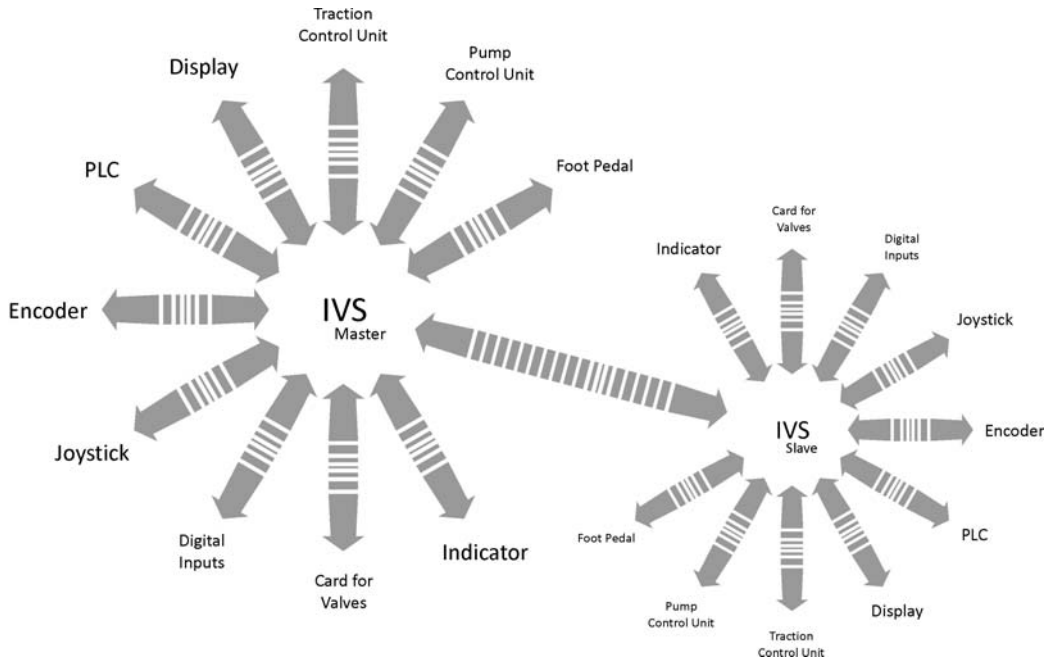 Traction
Control Unit
Pump
Control Unit
Display
PLC
Foot Pedal
Encoder
IVS
Master
Joystick
Digital
Inputs
Card for
Valves
Indicator
Card for
Valves
Indicator
Digital
Inputs
Joystick
IVS
Slave
Encoder
Foot Pedal
PLC
Pump
Control Unit
Traction
Control Unit
Display